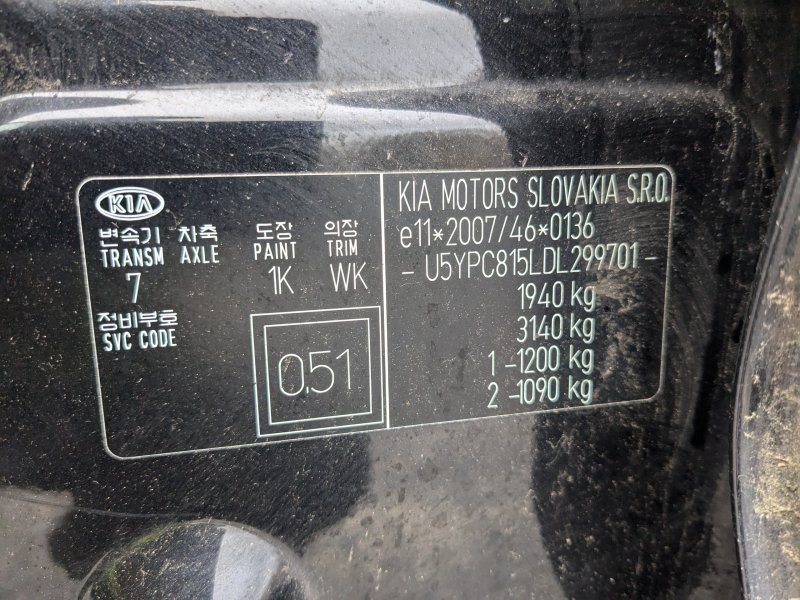 KIA
변속기 차축 도장 의장
TRANSM AXLE PAINT TRIM
7 1K WK
정비부호
SVC CODE
0.51
KIA MOTORS SLOVAKIA S.R.O.
e11*2007/46*0136
- U5YPC815LDL299701 -
1940 kg
3140 kg
1 -1200 kg
2 -1090 kg